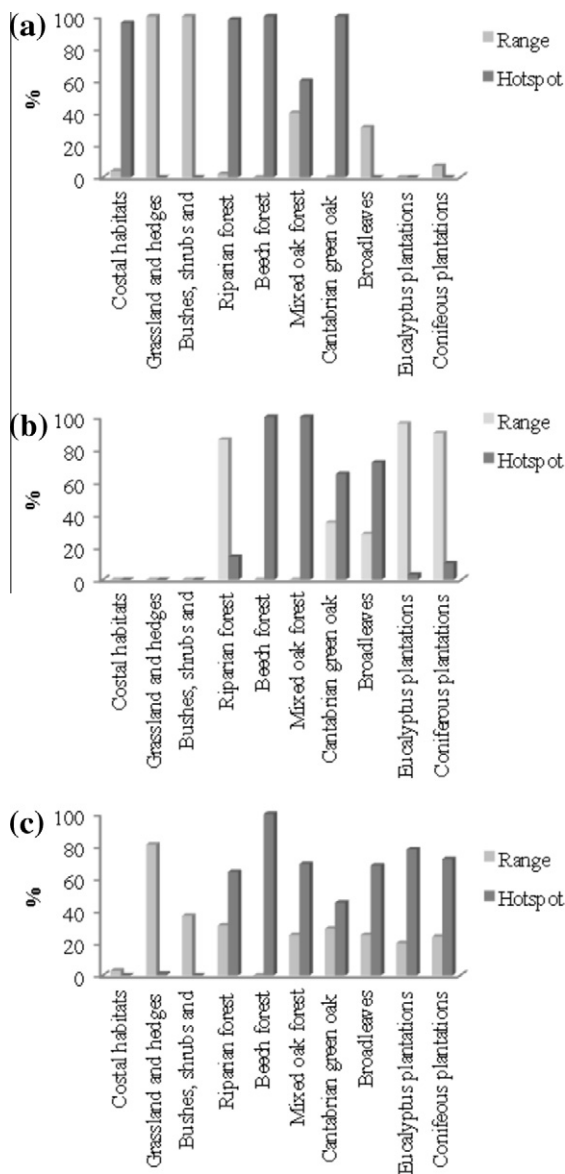 (a)
100
80
60
40
20
0
%
Range
Hotspot
Costal habitats
Grassland and hedges
Bushes, shrubs and
Riparian forest
Beech forest
Mixed oak forest
Cantabrian green oak
Broadleaves
Eucalyptus plantations
Conifeous plantations
(b)
100
80
60
40
20
0
%
Range
Hotspot
Costal habitats
Grassland and hedges
Bushes, shrubs and
Riparian forest
Beech forest
Mixed oak forest
Cantabrian green oak
Broadleaves
Eucalyptus plantations
Coniferous plantations
(c)
100
80
60
40
20
0
%
Range
Hotspot
Costal habitats
Grassland and hedges
Bushes, shrubs and
Riparian forest
Beech forest
Mixed oak forest
Cantabrian green oak
Broadleaves
Eucalyptus plantations
Conifeous plantations